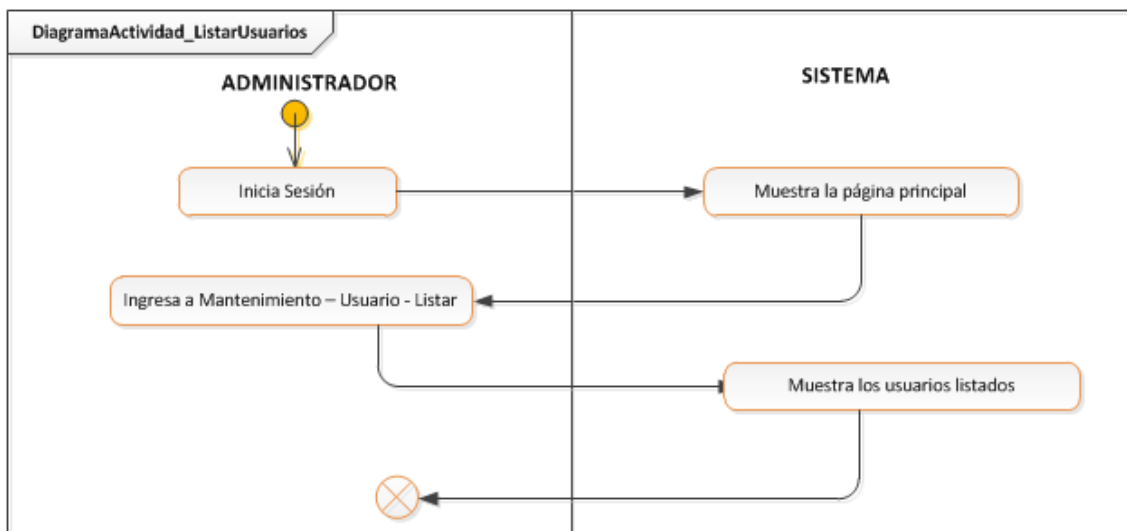 DiagramaActividad_ListarUsuarios
ADMINISTRADOR
SISTEMA
Inicia Sesión
Muestra la página principal
Ingresa a Mantenimiento – Usuario - Listar
Muestra los usuarios listados